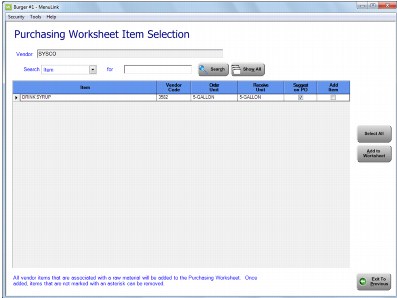 Burger #1 - MenuLink
Security Tools Help
Purchasing Worksheet Item Selection
Vendor SYSCO
Search Item for Search Show All
Item Vendor Code Order Unit Receive Unit Suggest on PO Add Item
DRINK SYRUP 3582 5-GALLON 5-GALLON
Select All
Add to Worksheet
All vendor items that are associated with a raw material will be added to the Purchasing Worksheet. Once
added, items that are not marked with an asterisk can be removed.
Exit To Previous